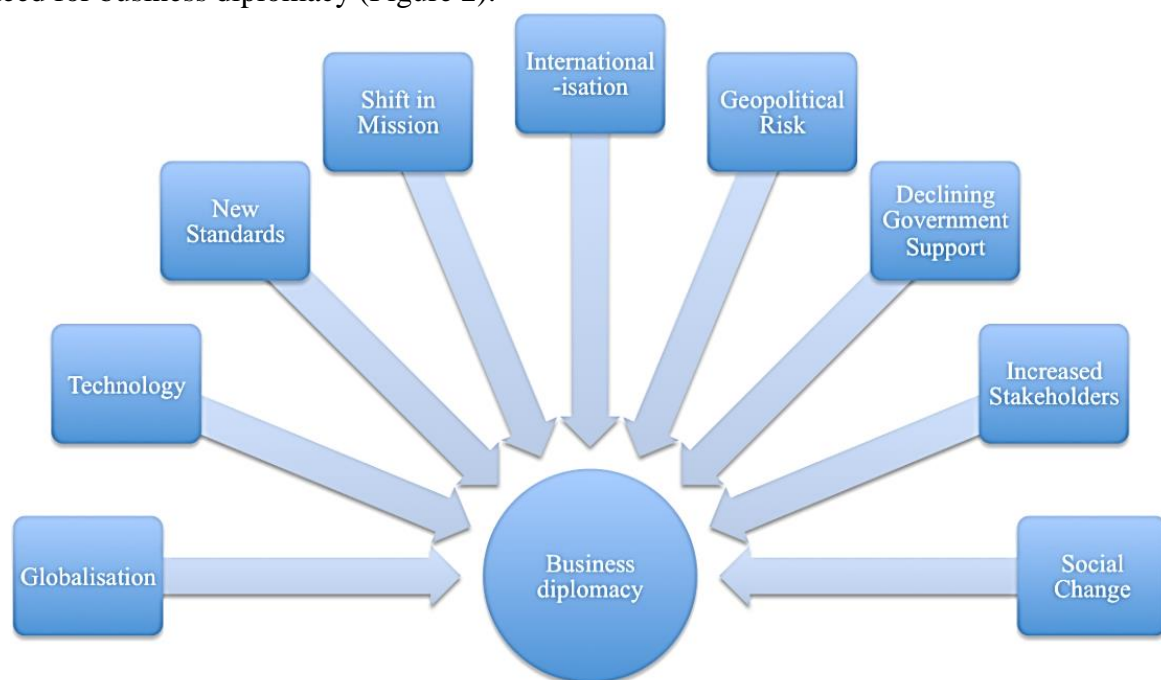 need for business diplomacy (Figure 2).
International
-isation
Shift in
Mission
Geopolitical
Risk
New
Standards
Declining
Government
Support
Technology
Increased
Stakeholders
Globalisation
Business
diplomacy
Social
Change